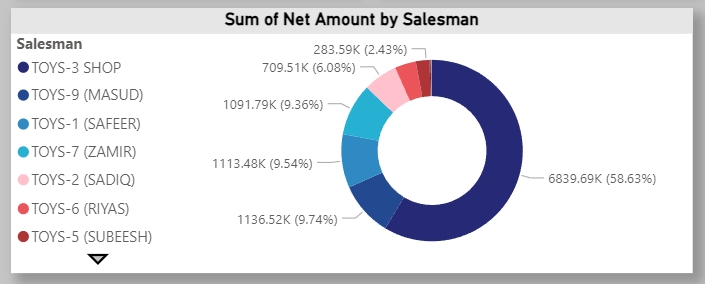 Sum of Net Amount by Salesman
Salesman
TOYS-3 SHOP
TOYS-9 (MASUD)
TOYS-1 (SAFEER)
TOYS-7 (ZAMIR)
TOYS-2 (SADIQ)
TOYS-6 (RIYAS)
TOYS-5 (SUBEESH)
283.59K (2.43%)
709.51K (6.08%)
1091.79K (9.36%)
1113.48K (9.54%)
1136.52K (9.74%)
6839.69K (58.63%)